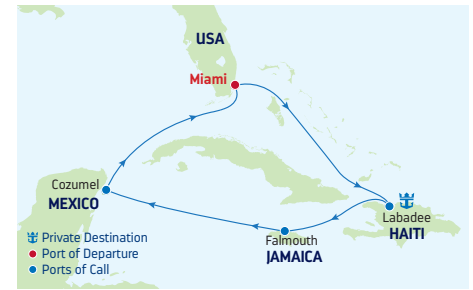 USA
Miami
Cozumel
MEXICO
Labadee
HAITI
Falmouth
JAMAICA
Private Destination
Port of Departure
Ports of Call